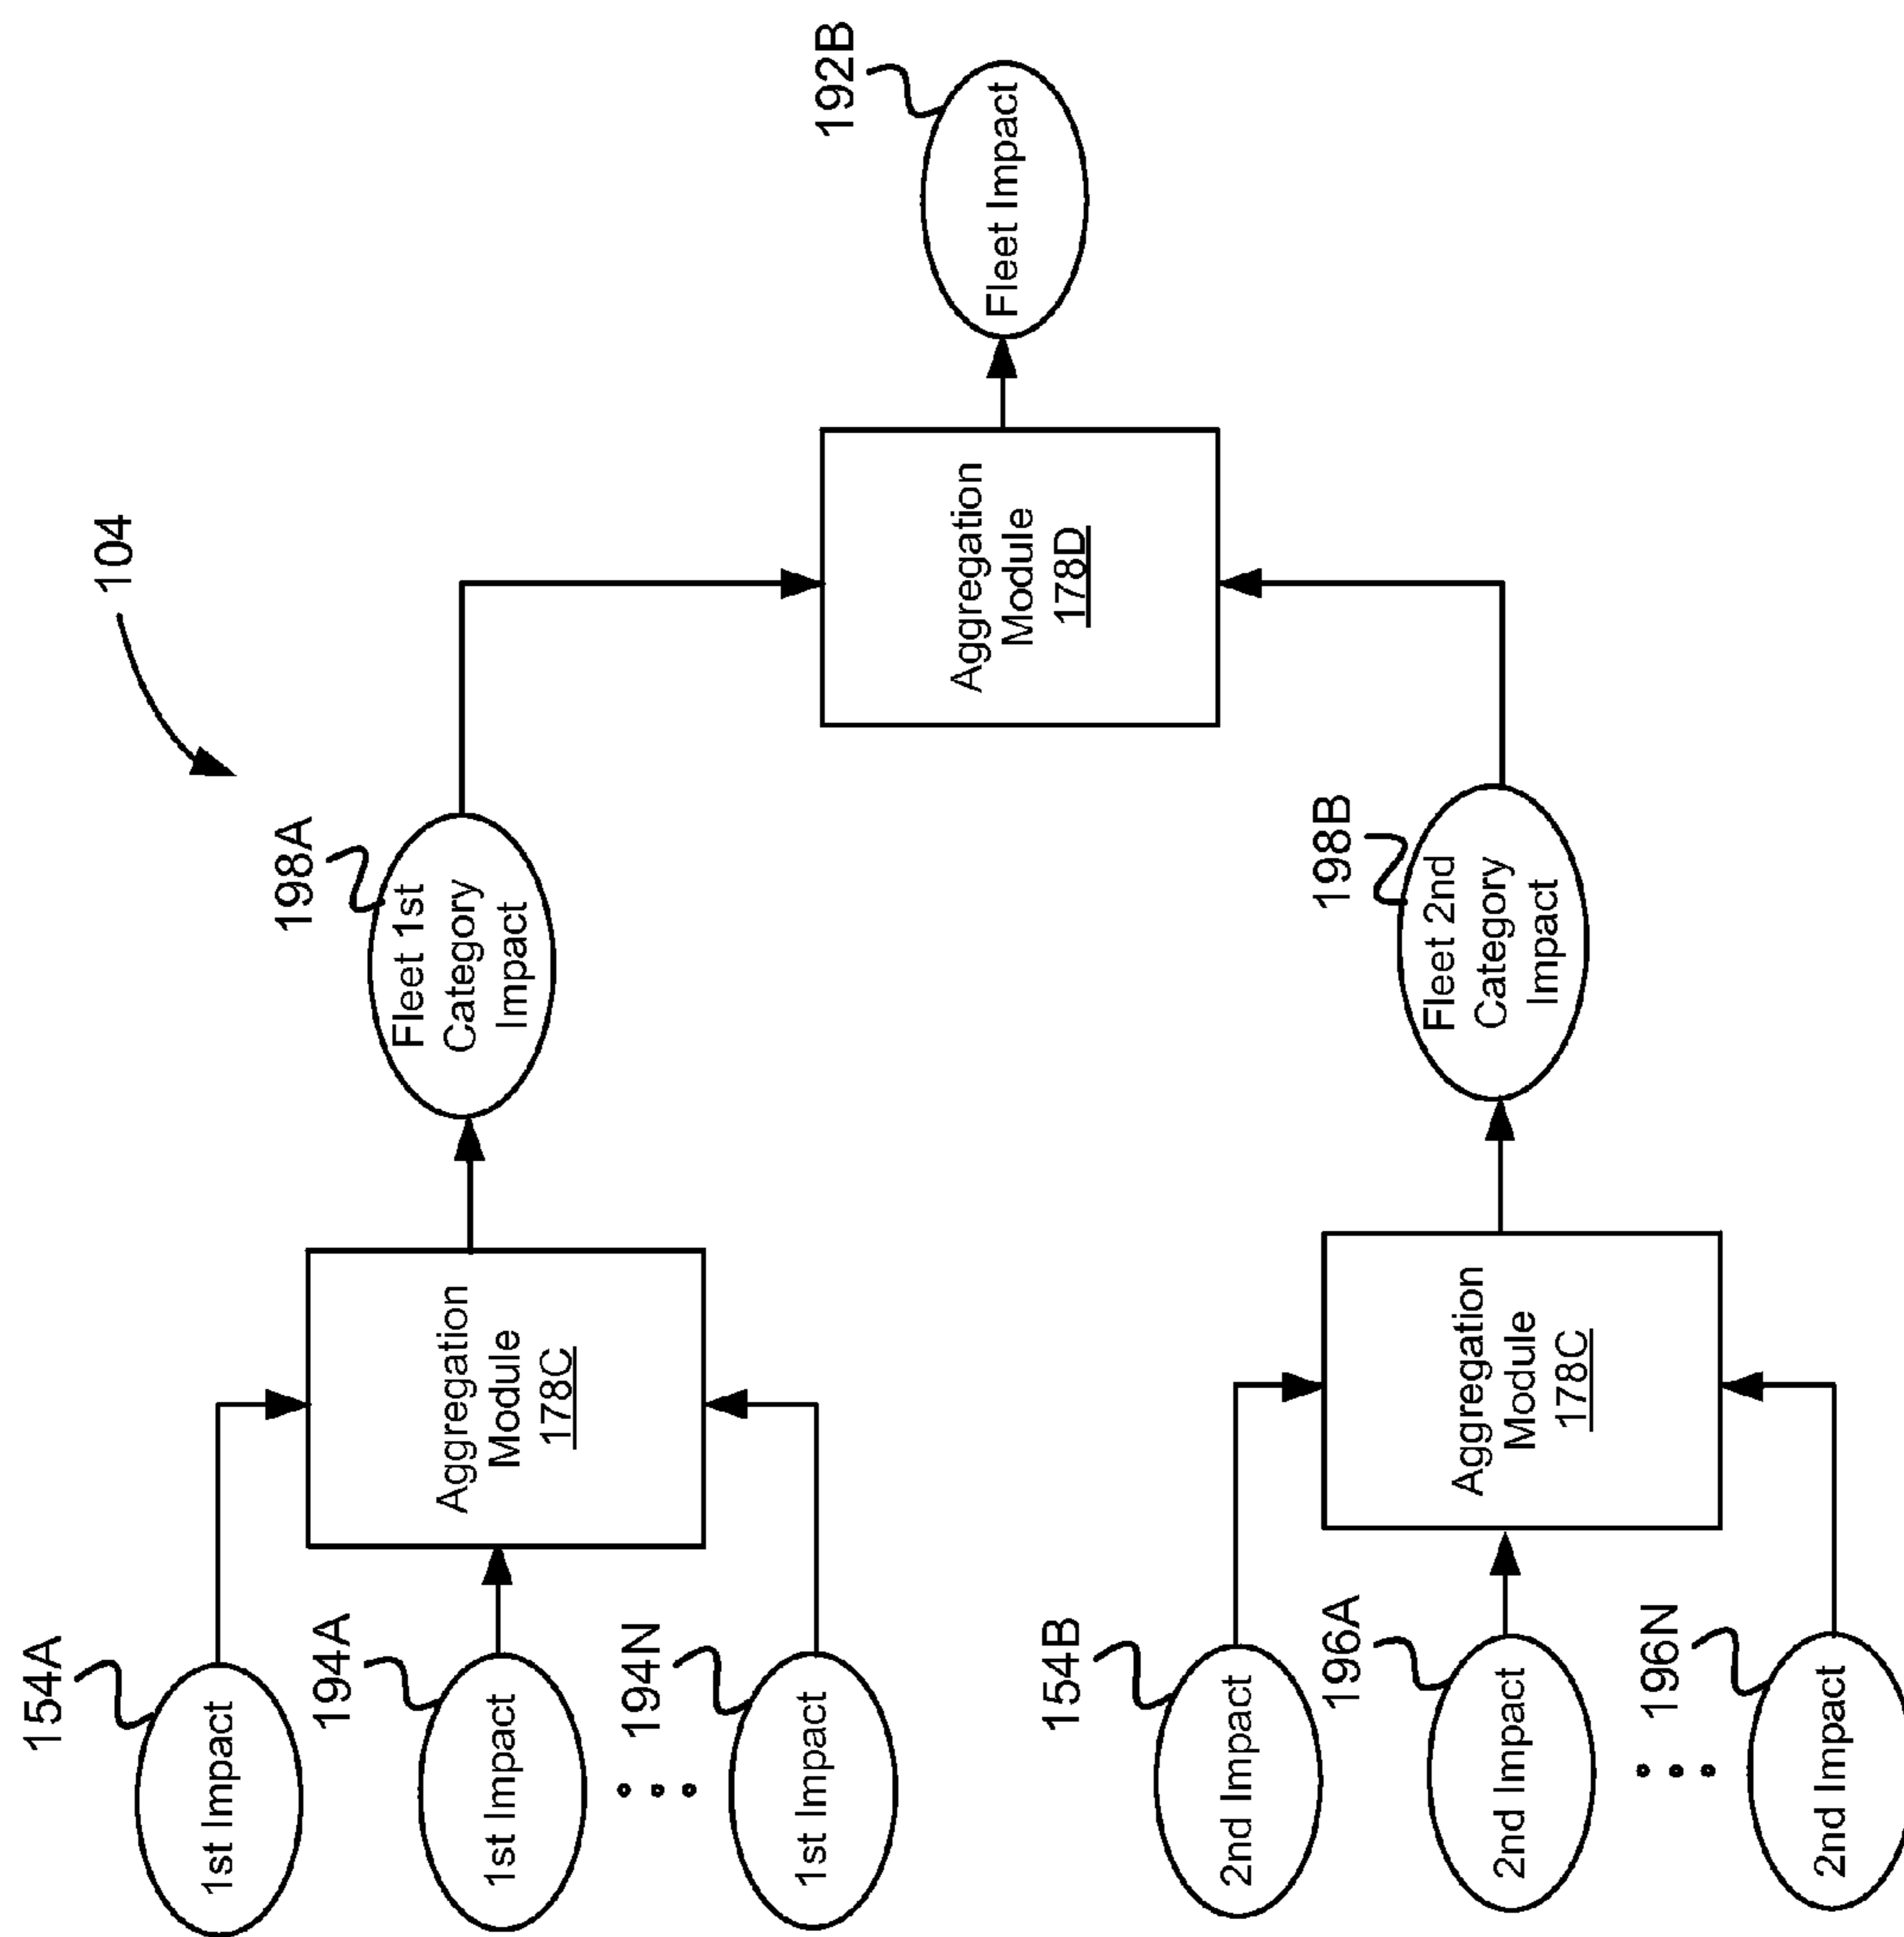 104
154A
1st Impact
194A
1st Impact
194N
1st Impact
Aggregation
Module
178C
198A
Fleet 1st
Category
Impact
154B
2nd Impact
196A
2nd Impact
196N
2nd Impact
Aggregation
Module
178C
198B
Fleet 2nd
Category
Impact
Aggregation
Module
178D
192B
Fleet Impact